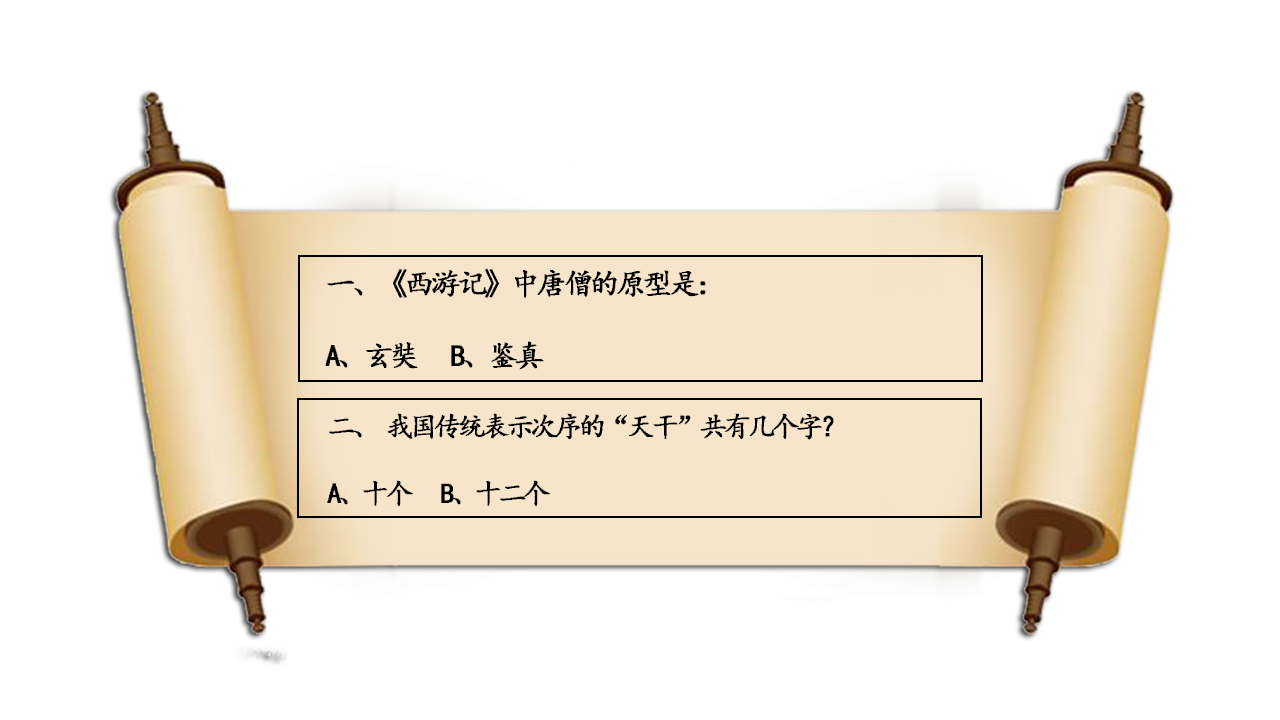 一、《西游记》中唐僧的原型是:
A、玄奘 B、鉴真
二、 我国传统表示次序的“天干”共有几个字?
A、十个 B、十二个